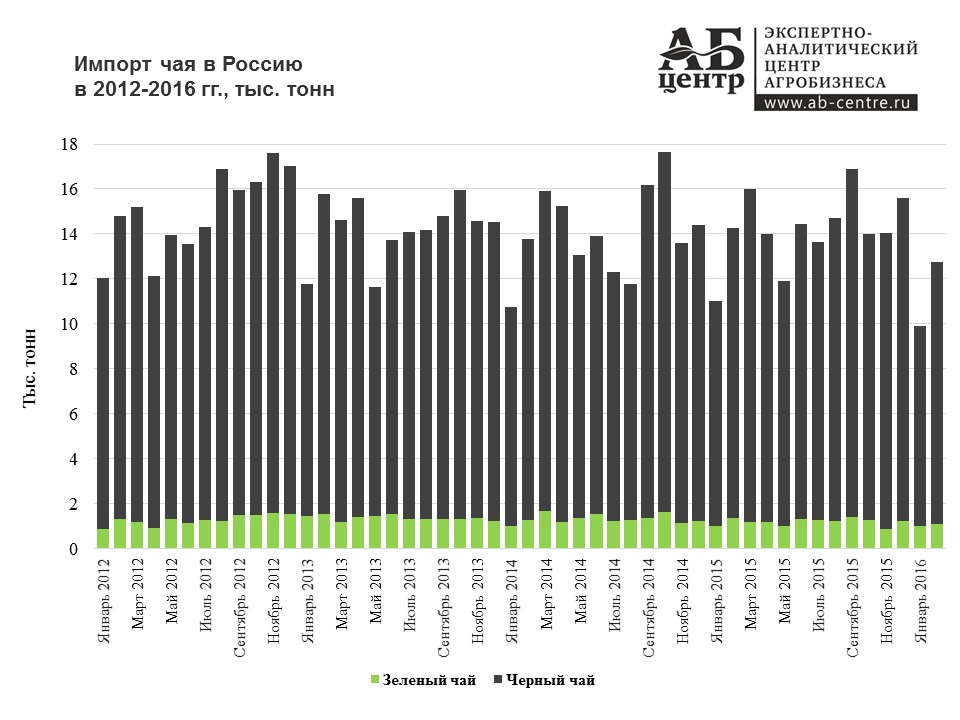 Импорт чая в Россию
в 2012-2016 гг., тыс. тонн
АБ
центр
ЭКСПЕРТНО-
АНАЛИТИЧЕСКИЙ
ЦЕНТР
АГРОБИЗНЕСА
www.ab-centre.ru
Тыс. тонн
18
16
14
12
10
8
6
4
2
0
Январь 2012
Март 2012
Май 2012
Июль 2012
Сентябрь 2012
Ноябрь 2012
Январь 2013
Март 2013
Май 2013
Июль 2013
Сентябрь 2013
Ноябрь 2013
Январь 2014
Март 2014
Май 2014
Июль 2014
Сентябрь 2014
Ноябрь 2014
Январь 2015
Март 2015
Май 2015
Июль 2015
Сентябрь 2015
Ноябрь 2015
Январь 2016
Зеленый чай
Черный чай